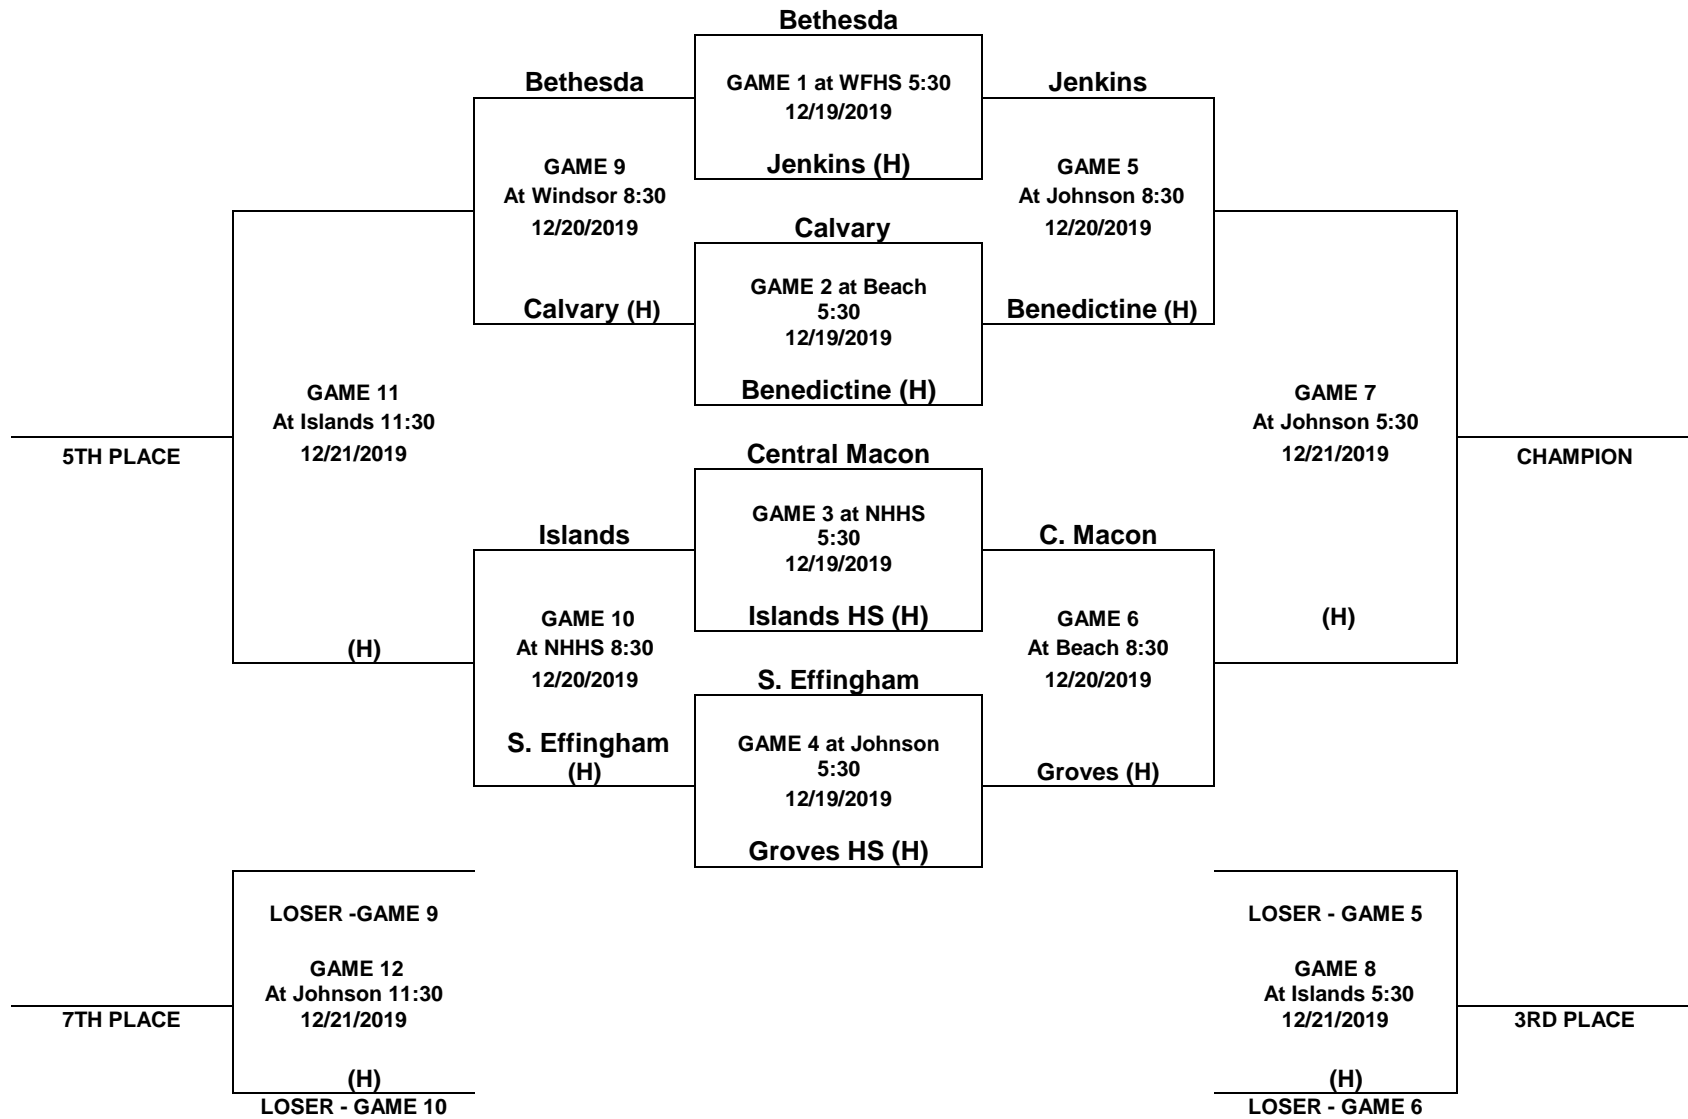 Bethesda
Bethesda
GAME 1 at WFHS 5:30
12/19/2019
Jenkins
Jenkins (H)
GAME 9
At Windsor 8:30
12/20/2019
GAME 5
At Johnson 8:30
12/20/2019
Calvary
Calvary (H)
GAME 2 at Beach
5:30
12/19/2019
Benedictine (H)
Benedictine (H)
GAME 11
At Islands 11:30
12/21/2019
5TH PLACE
GAME 7
At Johnson 5:30
12/21/2019
CHAMPION
Central Macon
Islands
GAME 3 at NHHS
5:30
12/19/2019
C. Macon
Islands HS (H)
(H)
GAME 10
At NHHS 8:30
12/20/2019
GAME 6
At Beach 8:30
12/20/2019
(H)
S. Effingham
S. Effingham
(H)
GAME 4 at Johnson
5:30
12/19/2019
Groves (H)
Groves HS (H)
LOSER -GAME 9
GAME 12
At Johnson 11:30
12/21/2019
7TH PLACE
(H)
LOSER - GAME 10
LOSER - GAME 5
GAME 8
At Islands 5:30
12/21/2019
3RD PLACE
(H)
LOSER - GAME 6